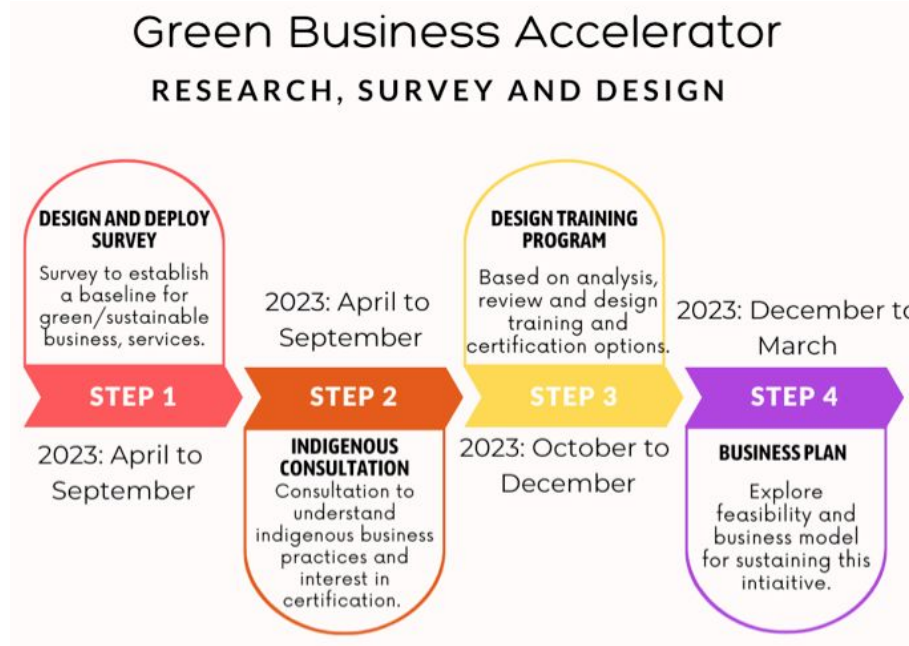 Green Business Accelerator
RESEARCH, SURVEY AND DESIGN
DESIGN AND DEPLOY
SURVEY
Survey to establish
a baseline for
green/sustainable
business, services.
STEP 1
2023: April to
September
2023: April to
September
STEP 2
INDIGENOUS
CONSULTATION
Consultation to
understand
indigenous business
practices and
interest in
certification.
DESIGN TRAINING
PROGRAM
Based on analysis,
review and design
training and
certification options.
STEP 3
2023: October to
December
2023: December to
March
STEP 4
BUSINESS PLAN
Explore
feasibility and
business model
for sustaining this
intiaitive.